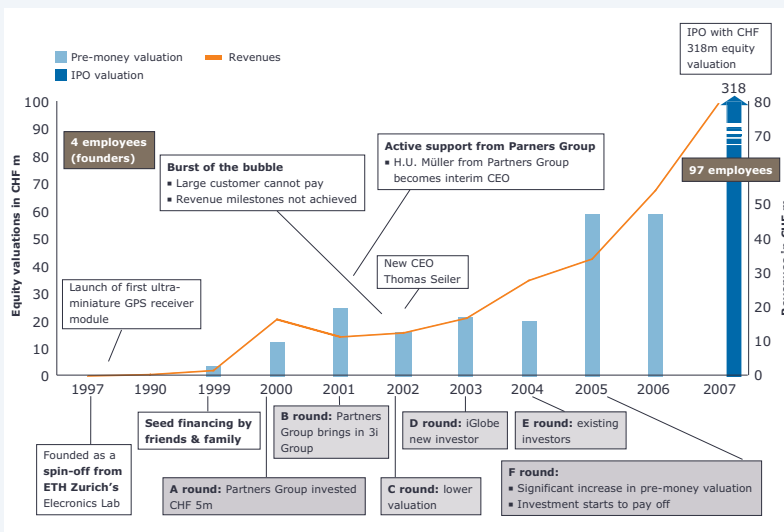 IPO with CHF
318m equity
valuation
Pre-money valuation
Revenues
IPO valuation
318
Equity valuations in CHF m
100
90
80
70
60
50
40
30
20
10
0
80
70
50
40
30
20
10
0
4 employees
(founders)
Burst of the bubble
▪ Large customer cannot pay
▪ Revenue milestones not achieved
Active support from Parners Group
▪ H.U. Müller from Partners Group
becomes interim CEO
97 employees
New CEO
Thomas Seiler
Launch of first ultra-
miniature GPS receiver
module
1997
1990
1999
2000
2001
2002
2003
2004
2005
2006
2007
Founded as a
spin-off from
ETH Zurich's
Elecronics Lab
Seed financing by
friends & family
A round: Partners Group invested
CHF 5m
B round: Partners
Group brings in 3i
Group
C round: lower
valuation
D round: iGlobe
new investor
E round: existing
investors
F round:
▪ Significant increase in pre-money valuation
▪ Investment starts to pay off